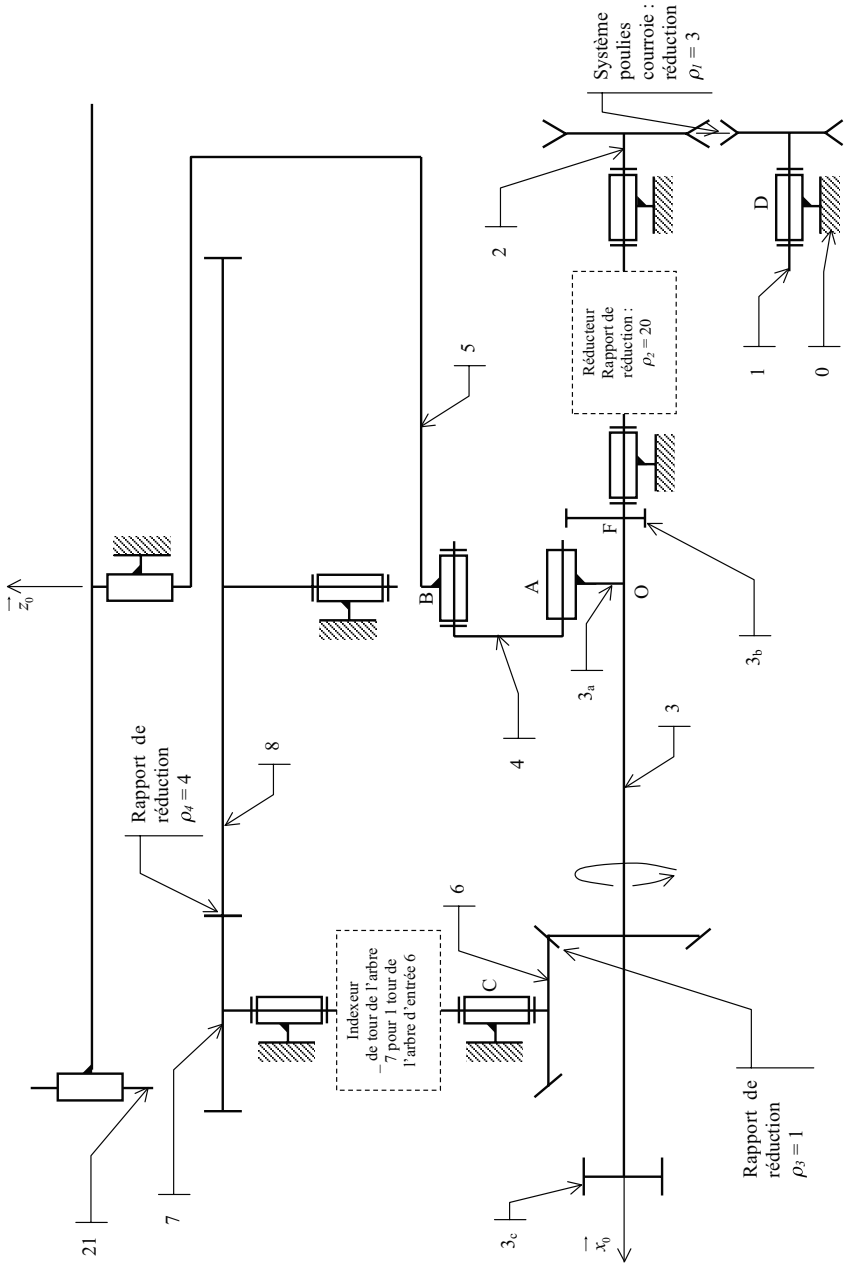 z₀
Rapport de
réduction
ρ₄ = 4
8
21
7
Indexeur
_ de tour de l'arbre
7 pour 1 tour de
l'arbre d'entrée 6
C
6
4
B
A
3ₐ
O
F
3_b
5
Réducteur
Rapport de
réduction :
ρ₂ = 20
2
Système
poulies
courroie :
réduction
ρ₁ = 3
D
1
0
3
3_c
x₀
Rapport de
réduction
ρ₃ = 1